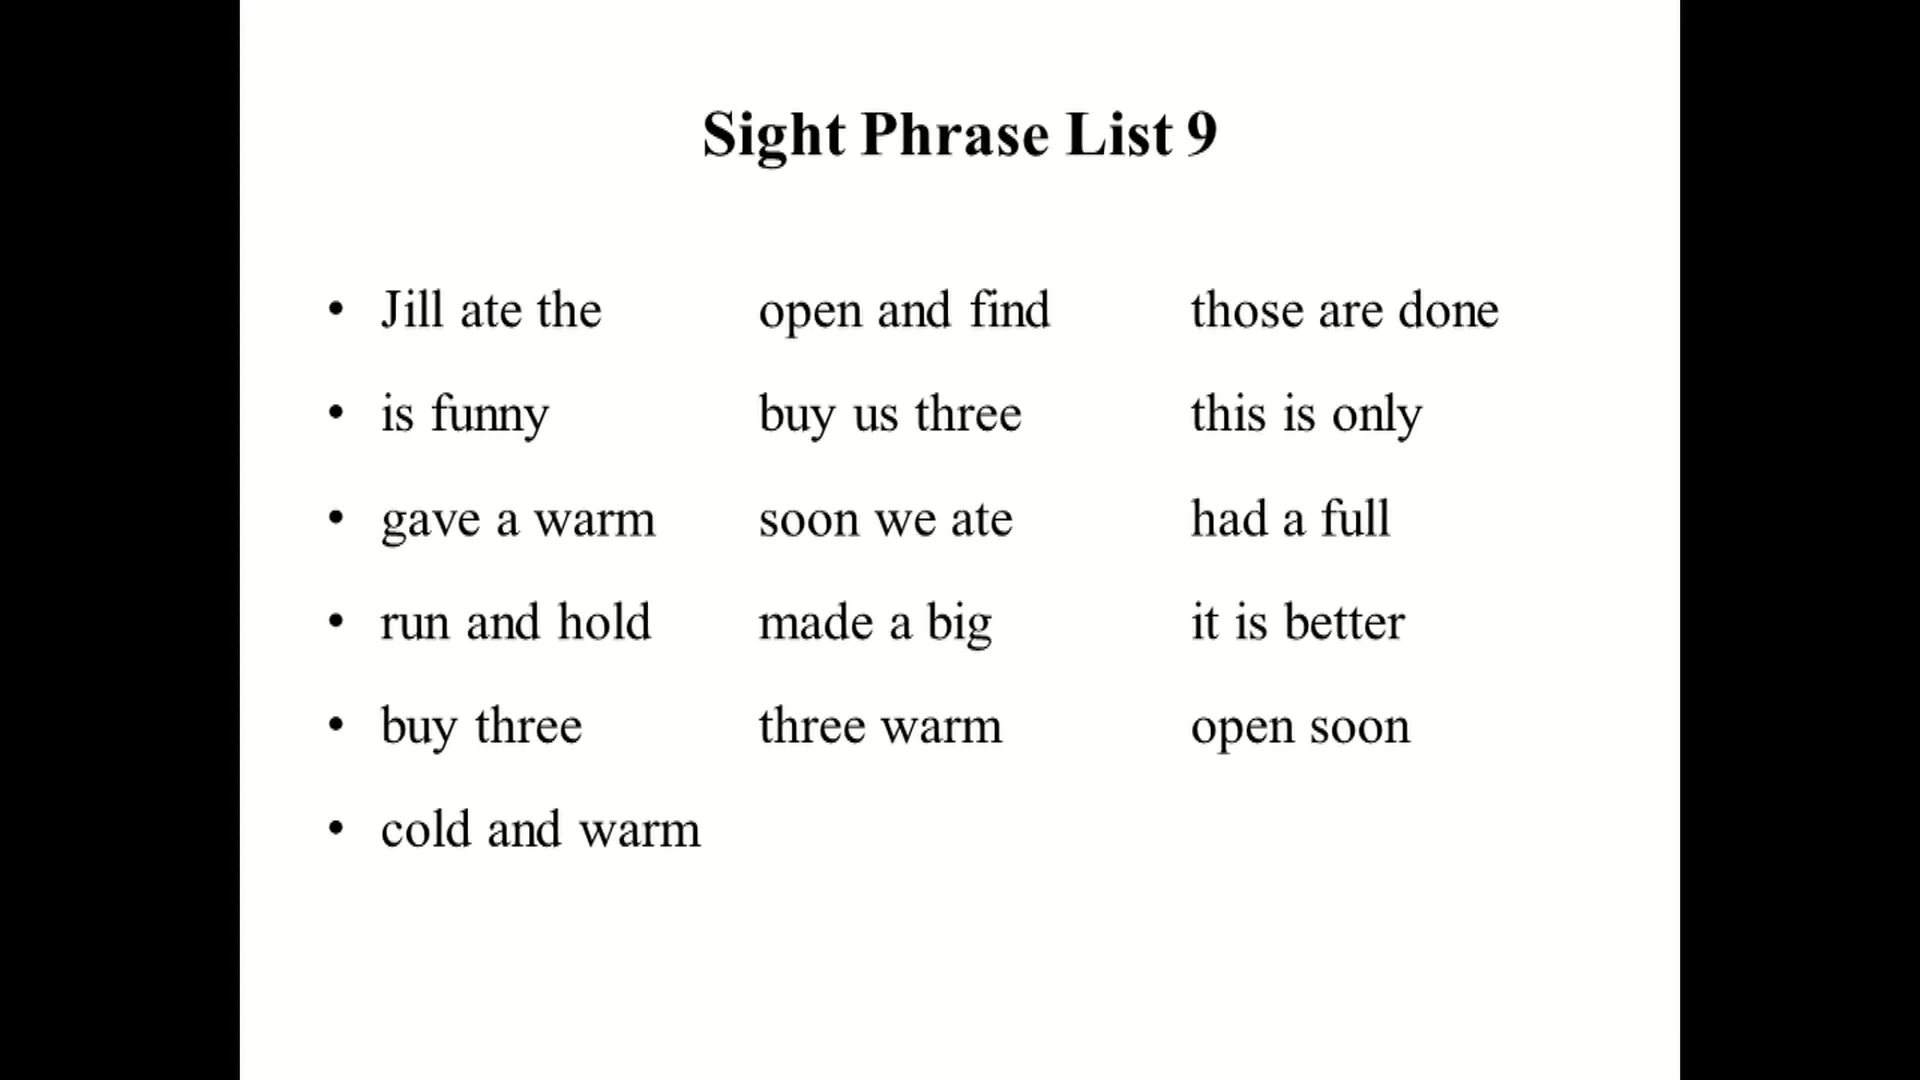 Sight Phrase List 9
• Jill ate the open and find those are done
• is funny buy us three this is only
• gave a warm soon we ate had a full
• run and hold made a big it is better
• buy three three warm open soon
• cold and warm